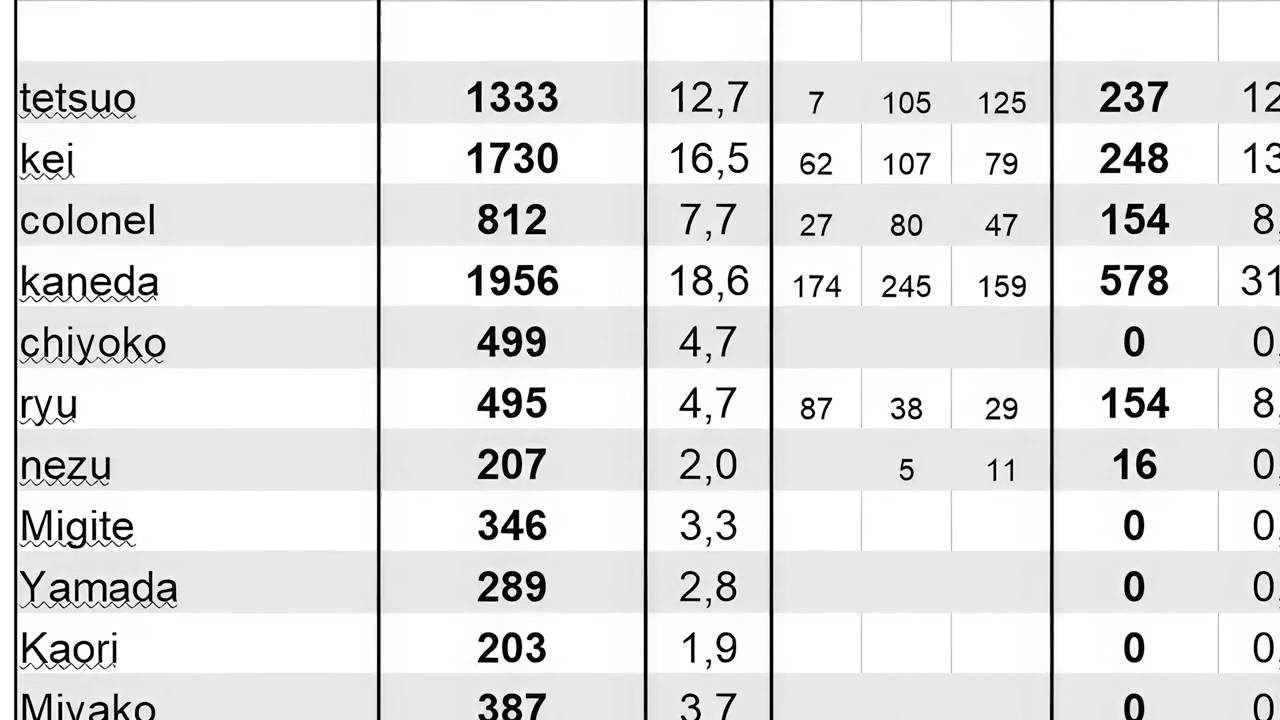 tetsuo 1333 12,7 7 105 125 237 12
kei 1730 16,5 62 107 79 248 13
colonel 812 7,7 27 80 47 154 8,
kaneda 1956 18,6 174 245 159 578 31
chiyoko 499 4,7 0 0,
ryu 495 4,7 87 38 29 154 8,
nezu 207 2,0 5 11 16 0,
Migite 346 3,3 0 0,
Yamada 289 2,8 0 0,
Kaori 203 1,9 0 0,
Miyako 387 3,7 0 0,